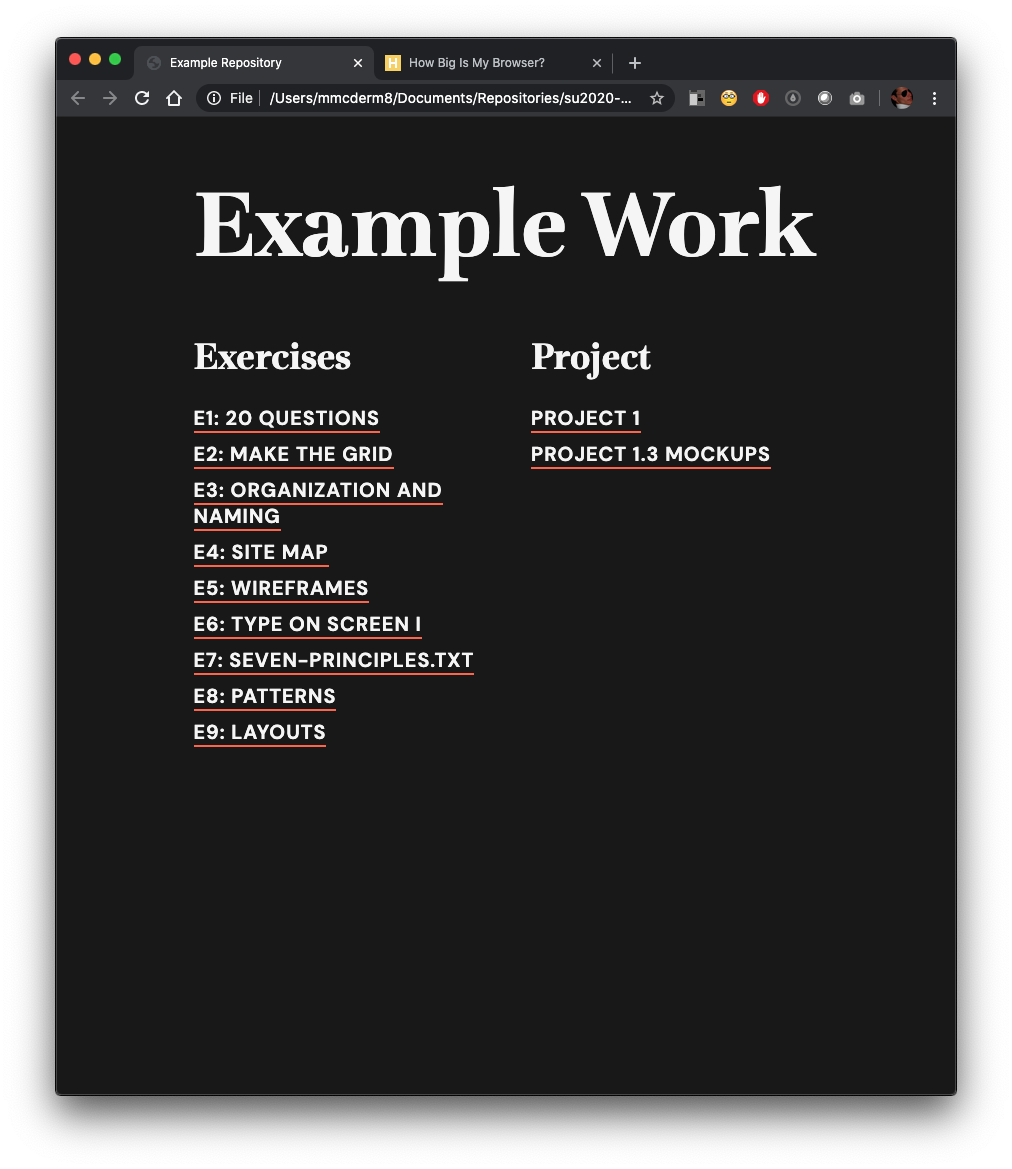 Example Repository
H How Big Is My Browser?
File /Users/mmcderm8/Documents/Repositories/su2020-...
Example Work
Exercises
E1: 20 QUESTIONS
E2: MAKE THE GRID
E3: ORGANIZATION AND
NAMING
E4: SITE MAP
E5: WIREFRAMES
E6: TYPE ON SCREEN I
E7: SEVEN-PRINCIPLES.TXT
E8: PATTERNS
E9: LAYOUTS
Project
PROJECT 1
PROJECT 1.3 MOCKUPS